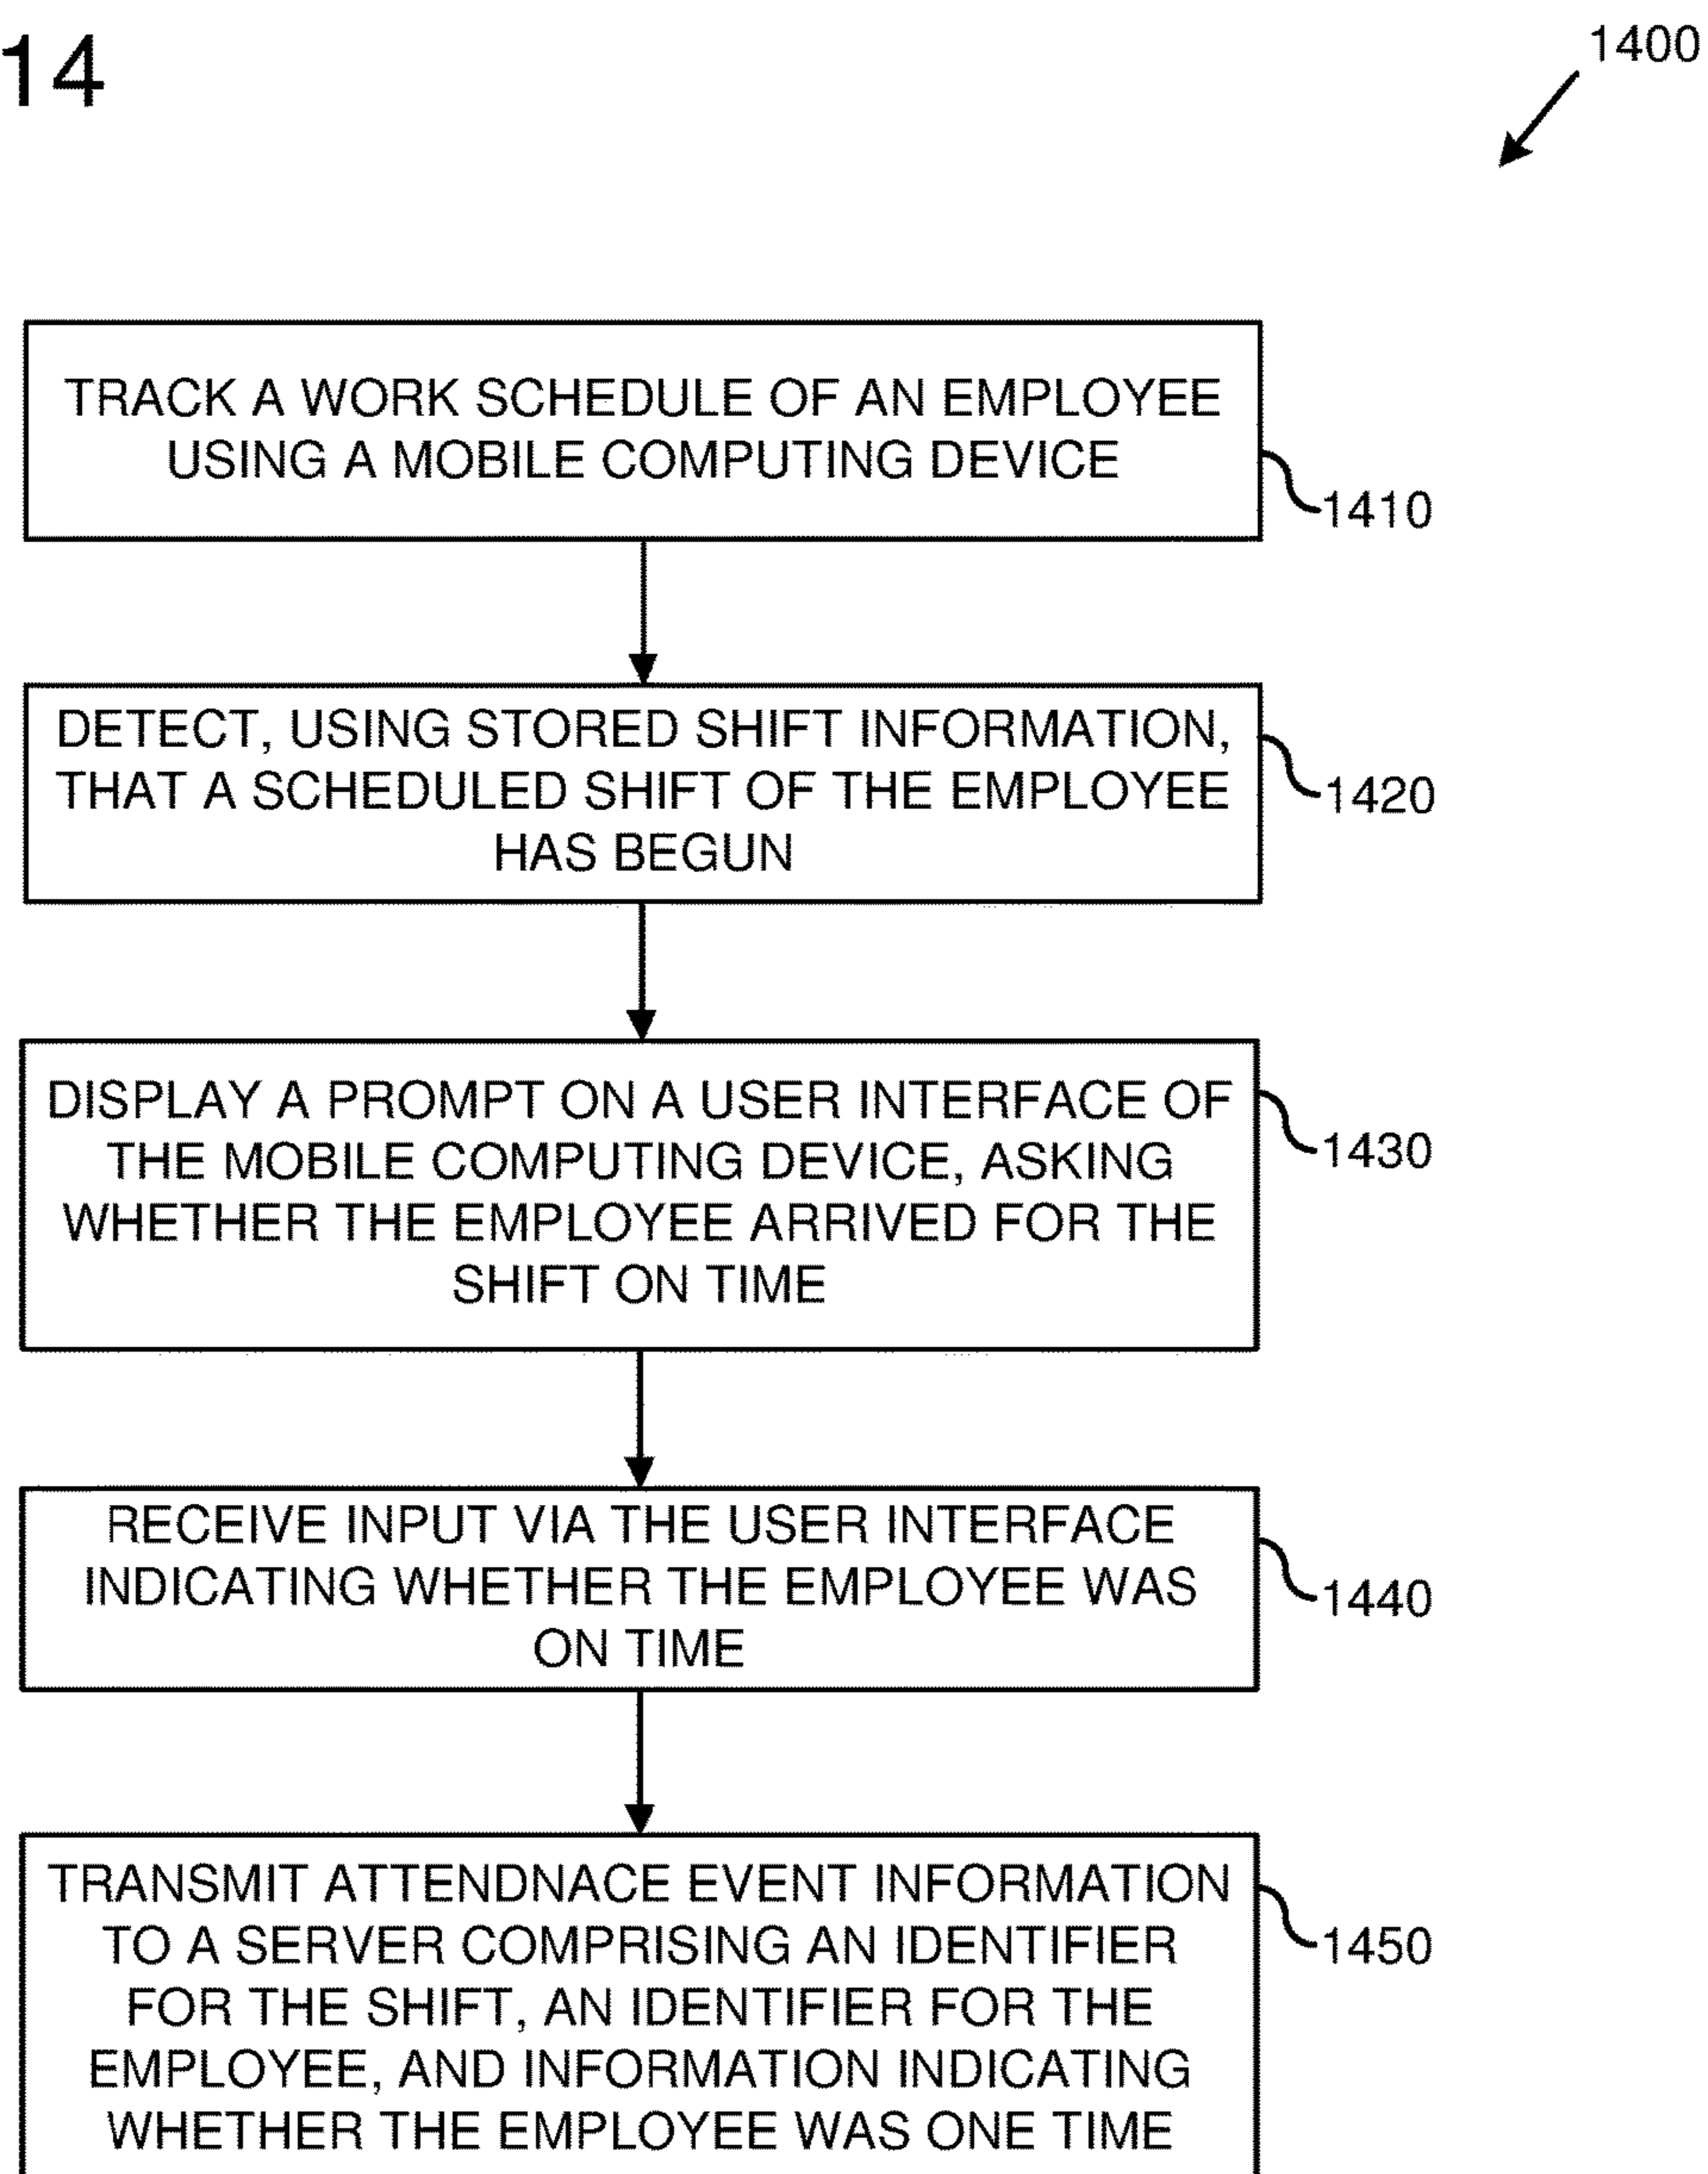 14
1400
TRACK A WORK SCHEDULE OF AN EMPLOYEE
USING A MOBILE COMPUTING DEVICE
1410
DETECT, USING STORED SHIFT INFORMATION,
THAT A SCHEDULED SHIFT OF THE EMPLOYEE
HAS BEGUN
1420
DISPLAY A PROMPT ON A USER INTERFACE OF
THE MOBILE COMPUTING DEVICE, ASKING
WHETHER THE EMPLOYEE ARRIVED FOR THE
SHIFT ON TIME
1430
RECEIVE INPUT VIA THE USER INTERFACE
INDICATING WHETHER THE EMPLOYEE WAS
ON TIME
1440
TRANSMIT ATTENDNACE EVENT INFORMATION
TO A SERVER COMPRISING AN IDENTIFIER
FOR THE SHIFT, AN IDENTIFIER FOR THE
EMPLOYEE, AND INFORMATION INDICATING
WHETHER THE EMPLOYEE WAS ONE TIME
1450